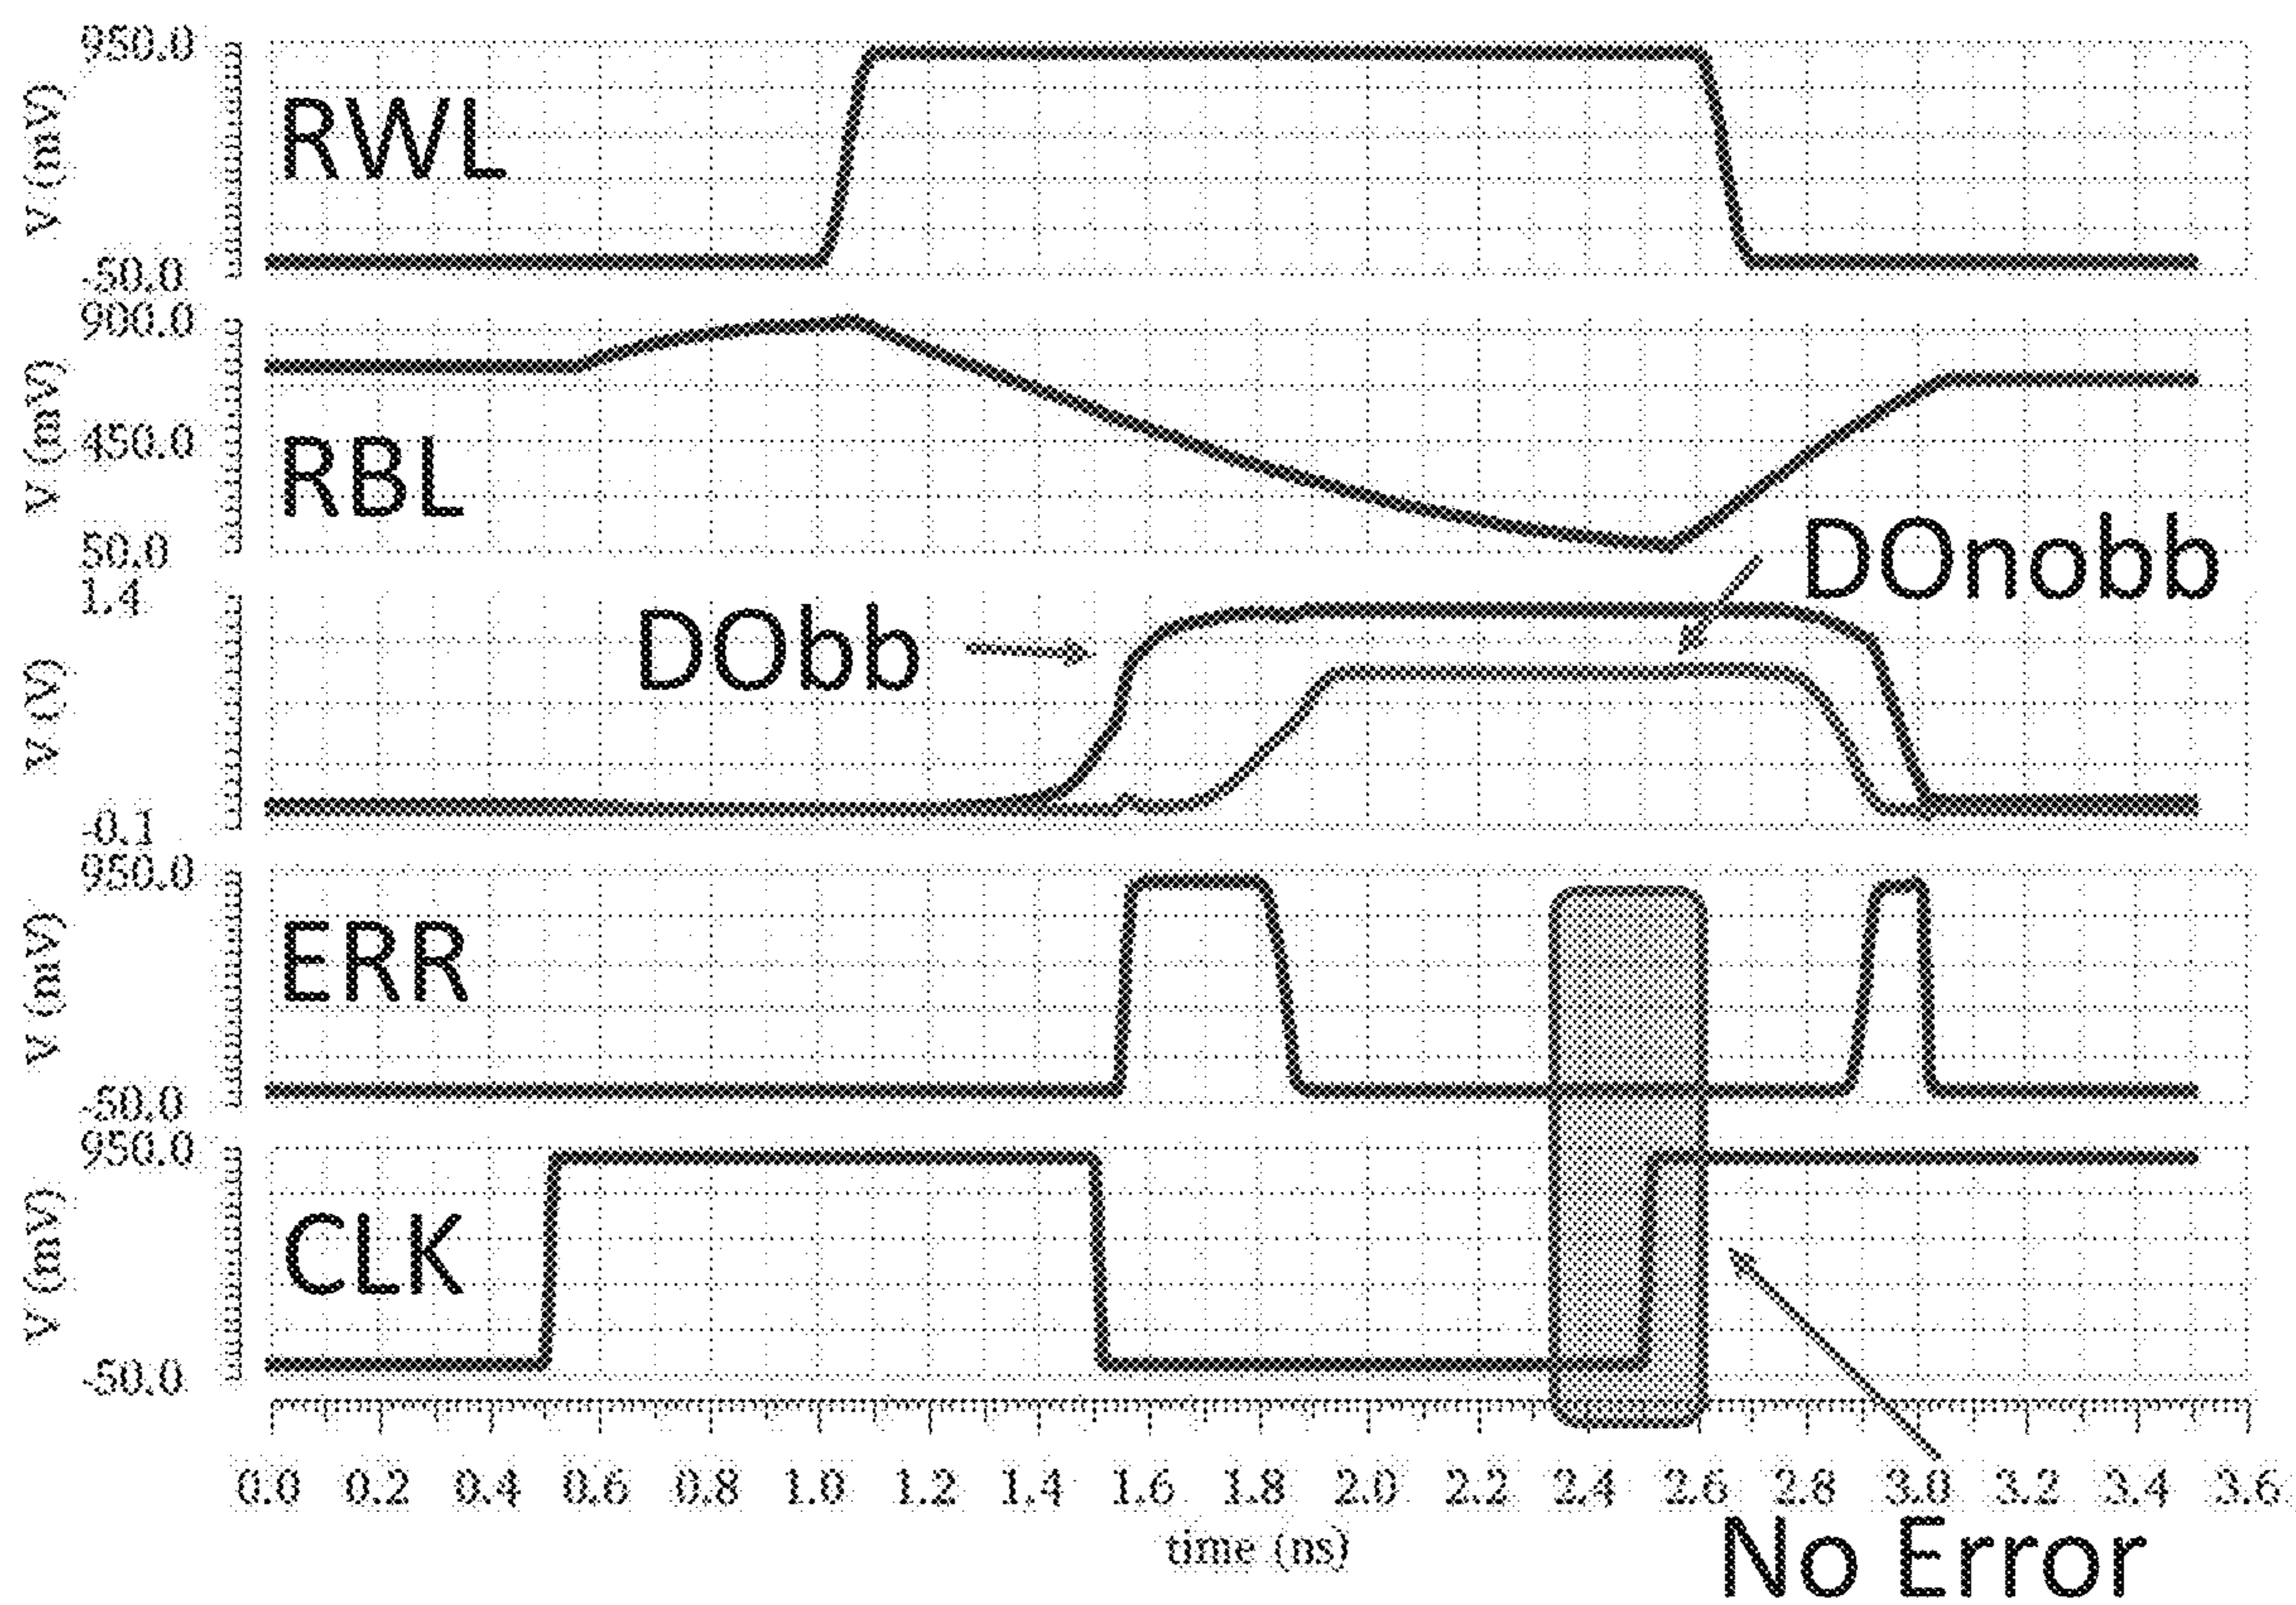 950.0
V (mV)
RWL
-50.0
900.0
V (mV)
450.0
RBL
50.0
DOnobb
1.4
DObb
V (V)
-0.1
950.0
V (mV)
ERR
-50.0
950.0
V (mV)
CLK
-50.0
0.0 0.2 0.4 0.6 0.8 1.0 1.2 1.4 1.6 1.8 2.0 2.2 2.4 2.6 2.8 3.0 3.2 3.4 3.6
time (ns)
No Error